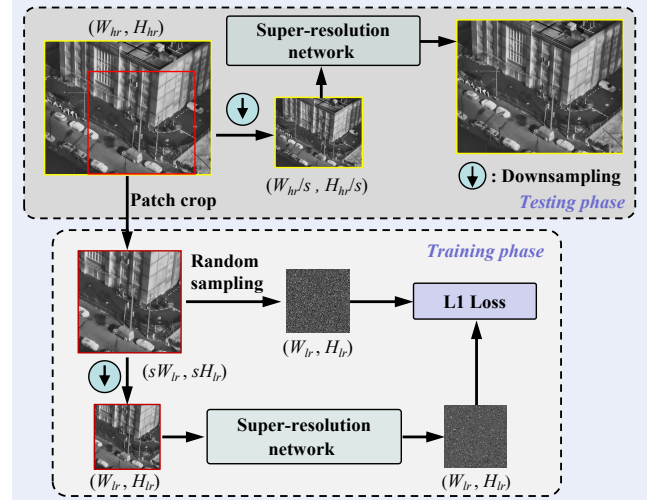 (W_hr, H_hr)
Super-resolution
network
(W_hr/s , H_hr/s)
: Downsampling
Testing phase
Patch crop
Training phase
Random
sampling
L1 Loss
(W_lr, H_lr)
(sW_lr, sH_lr)
Super-resolution
network
(W_lr, H_lr)
(W_lr, H_lr)